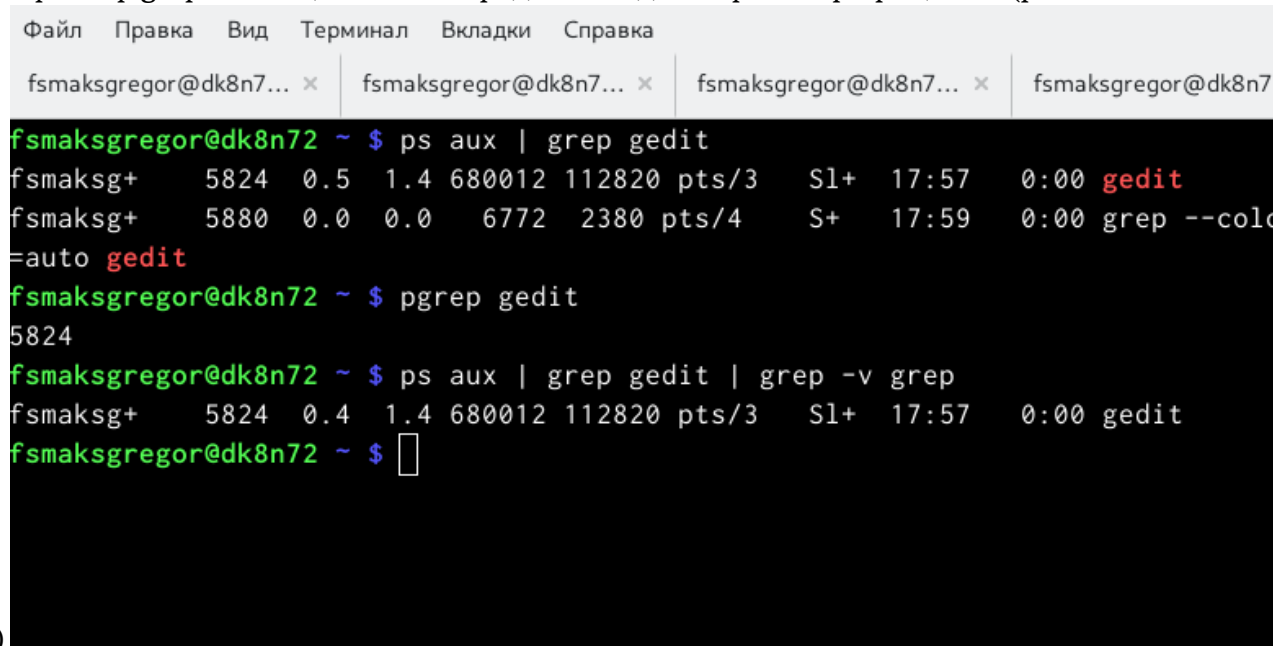 Файл Правка Вид Терминал Вкладки Справка
fsmaksgregor@dk8n7... × fsmaksgregor@dk8n7... × fsmaksgregor@dk8n7... × fsmaksgregor@dk8n7
fsmaksgregor@dk8n72 ~ $ ps aux | grep gedit
fsmaksg+ 5824 0.5 1.4 680012 112820 pts/3 Sl+ 17:57 0:00 gedit
fsmaksg+ 5880 0.0 0.0 6772 2380 pts/4 S+ 17:59 0:00 grep --colo
=auto gedit
fsmaksgregor@dk8n72 ~ $ pgrep gedit
5824
fsmaksgregor@dk8n72 ~ $ ps aux | grep gedit | grep -v grep
fsmaksg+ 5824 0.4 1.4 680012 112820 pts/3 Sl+ 17:57 0:00 gedit
fsmaksgregor@dk8n72 ~ $
)